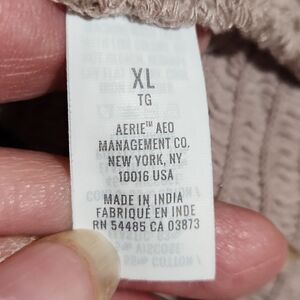 XL
TG
AERIE™ AEO
MANAGEMENT CO.
NEW YORK, NY
10016 USA
MADE IN INDIA
FABRIQUÉ EN INDE
RN 54485 CA 03873